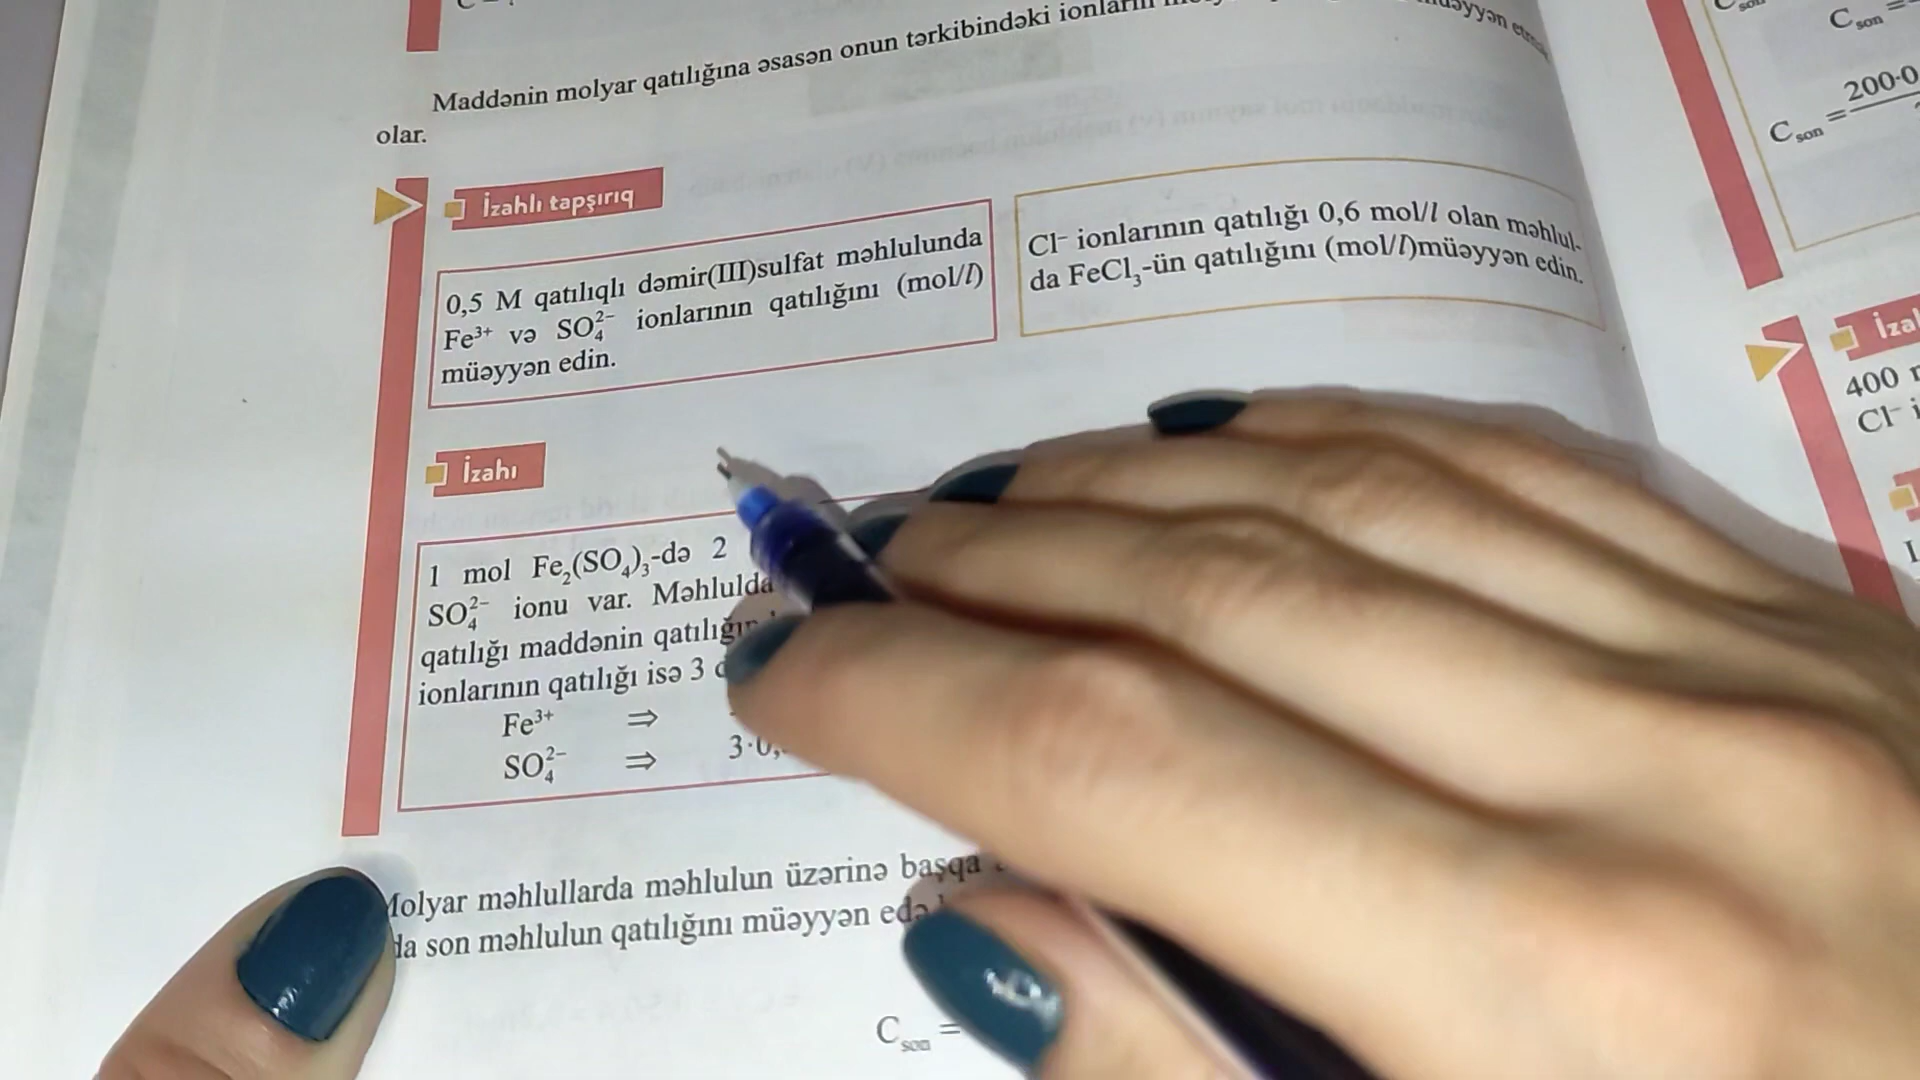 Maddənin molyar qatılığına əsasən onun tərkibindəki ionların
olar.
İzahlı tapşırıq
0,5 M qatılıqlı dəmir(III)sulfat məhlulunda
Fe³⁺ və SO₄²⁻ ionlarının qatılığını (mol/l)
müəyyən edin.
Cl⁻ ionlarının qatılığı 0,6 mol/l olan məhlul-
da FeCl₃-ün qatılığını (mol/l)müəyyən edin.
İzahı
1 mol Fe₂(SO₄)₃-də 2
SO₄²⁻ ionu var. Məhlulda
qatılığı maddənin
ionlarının qatılığı isə 3
Fe³⁺ ⇒
SO₄²⁻ ⇒ 3·0,
Molyar məhlullarda məhlulun üzərinə başqa
da son məhlulun qatılığını müəyyən
C son =
C son =
C son = 200·0
400
Cl⁻